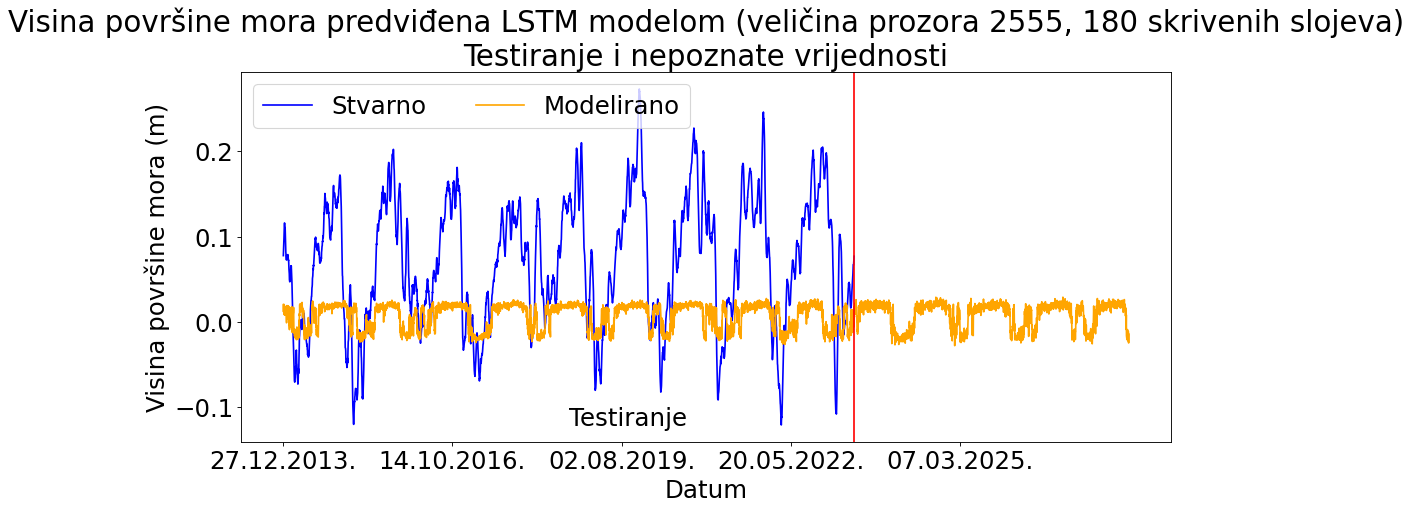 Visina površine mora predviđena LSTM modelom (veličina prozora 2555, 180 skrivenih slojeva)
Testiranje i nepoznate vrijednosti
Stvarno
Modelirano
Visina površine mora (m)
0.2
0.1
0.0
−0.1
Testiranje
27.12.2013.
14.10.2016.
02.08.2019.
20.05.2022.
07.03.2025.
Datum